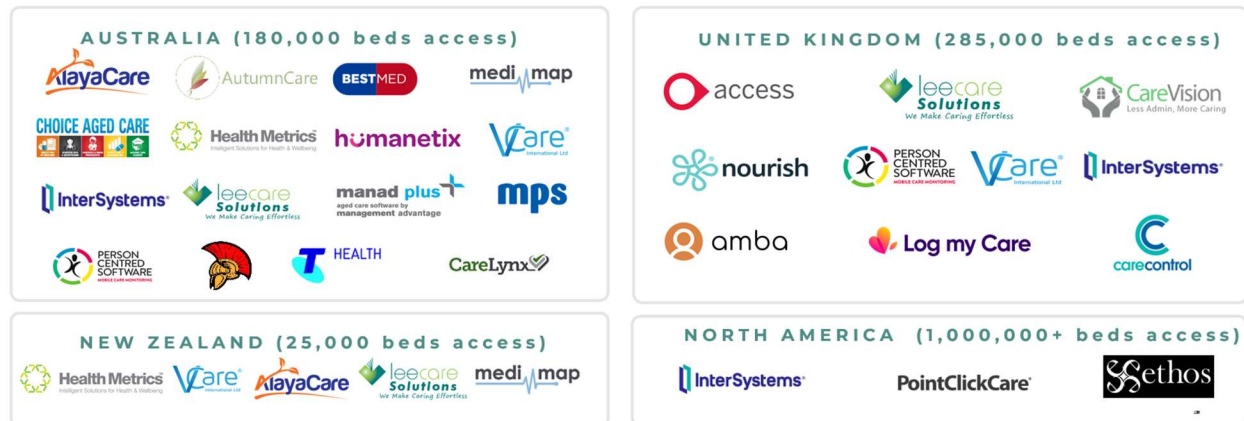 AUSTRALIA (180,000 beds access)
AlayaCare
AutumnCare
BESTMED
medi map
CHOICE AGED CARE
Health Metrics
Intelligent Solutions for Health & Wellbeing
humanetix
VCare®
International Ltd
InterSystems®
leecare
Solutions
We Make Caring Effortless
manad plus
aged care software by
management advantage
mps
PERSON
CENTRED
SOFTWARE
MOBILE CARE MONITORING
T HEALTH
CareLynx
UNITED KINGDOM (285,000 beds access)
access
leecare
Solutions
We Make Caring Effortless
CareVision
Less Admin, More Caring
nourish
PERSON
CENTRED
SOFTWARE
MOBILE CARE MONITORING
VCare®
International Ltd
InterSystems®
amba
Log my Care
carecontrol
NEW ZEALAND (25,000 beds access)
Health Metrics
Intelligent Solutions for Health & Wellbeing
VCare®
International Ltd
AlayaCare
leecare
Solutions
We Make Caring Effortless
medi map
NORTH AMERICA (1,000,000+ beds access)
InterSystems®
PointClickCare®
ethos